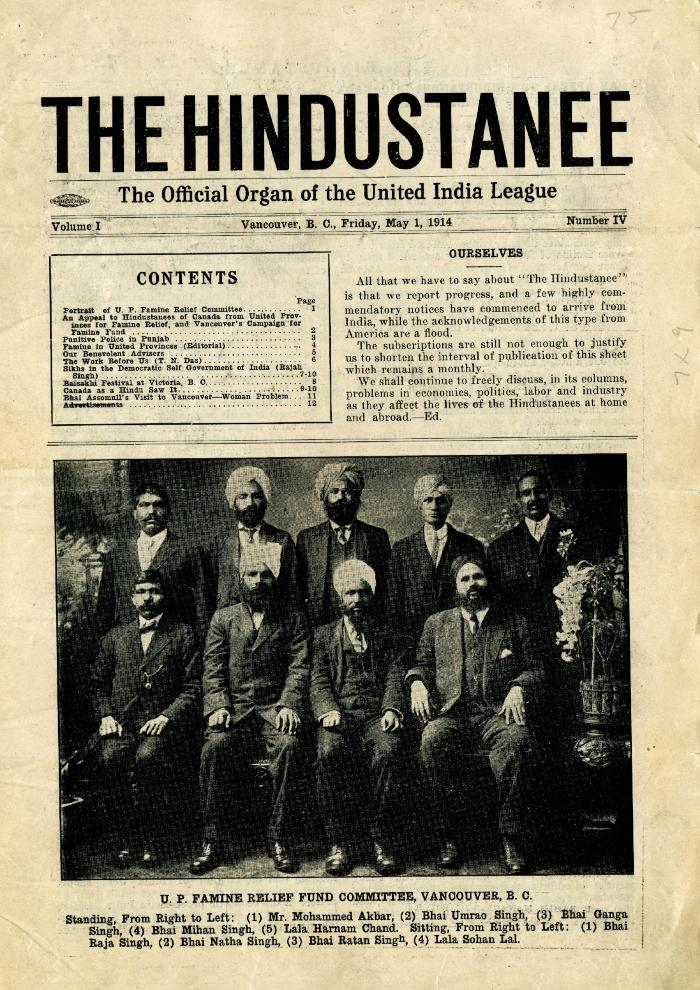 75
THE HINDUSTANEE
The Official Organ of the United India League
Volume I
Vancouver, B. C., Friday, May 1, 1914
Number IV
CONTENTS
Page
Portrait of U. P. Famine Relief Committee................ 1
An Appeal to Hindustanees of Canada from United Prov-
inces for Famine Relief, and Vancouver's Campaign for
Famine Fund ................ 2
Punitive Police in Punjab ................ 3
Famine in United Provinces (Editorial) ................ 4
Our Benevolent Advisers ................ 5
The Work Before Us (T. N. Das) ................ 6
Sikhs in the Democratic Self Government of India (Rajah
Singh) ................ 7-10
Baisakhi Festival at Victoria, B. C. ................ 8
Canada as a Hindu Saw It ................ 9-10
Bhai Assomull's Visit to Vancouver—Woman Problem.... 11
Advertisements ................ 12
OURSELVES
All that we have to say about "The Hindustanee"
is that we report progress, and a few highly com-
mendatory notices have commenced to arrive from
India, while the acknowledgements of this type from
America are a flood.
The subscriptions are still not enough to justify
us to shorten the interval of publication of this sheet
which remains a monthly.
We shall continue to freely discuss, in its columns,
problems in economics, politics, labor and industry
as they affect the lives of the Hindustanees at home
and abroad.—Ed.
U. P. FAMINE RELIEF FUND COMMITTEE, VANCOUVER, B. C.
Standing, From Right to Left: (1) Mr. Mohammed Akbar, (2) Bhai Umrao Singh, (3) Bhai Ganga
Singh, (4) Bhai Mihan Singh, (5) Lala Harnam Chand. Sitting, From Right to Left: (1) Bhai
Raja Singh, (2) Bhai Natha Singh, (3) Bhai Ratan Singh, (4) Lala Sohan Lal.